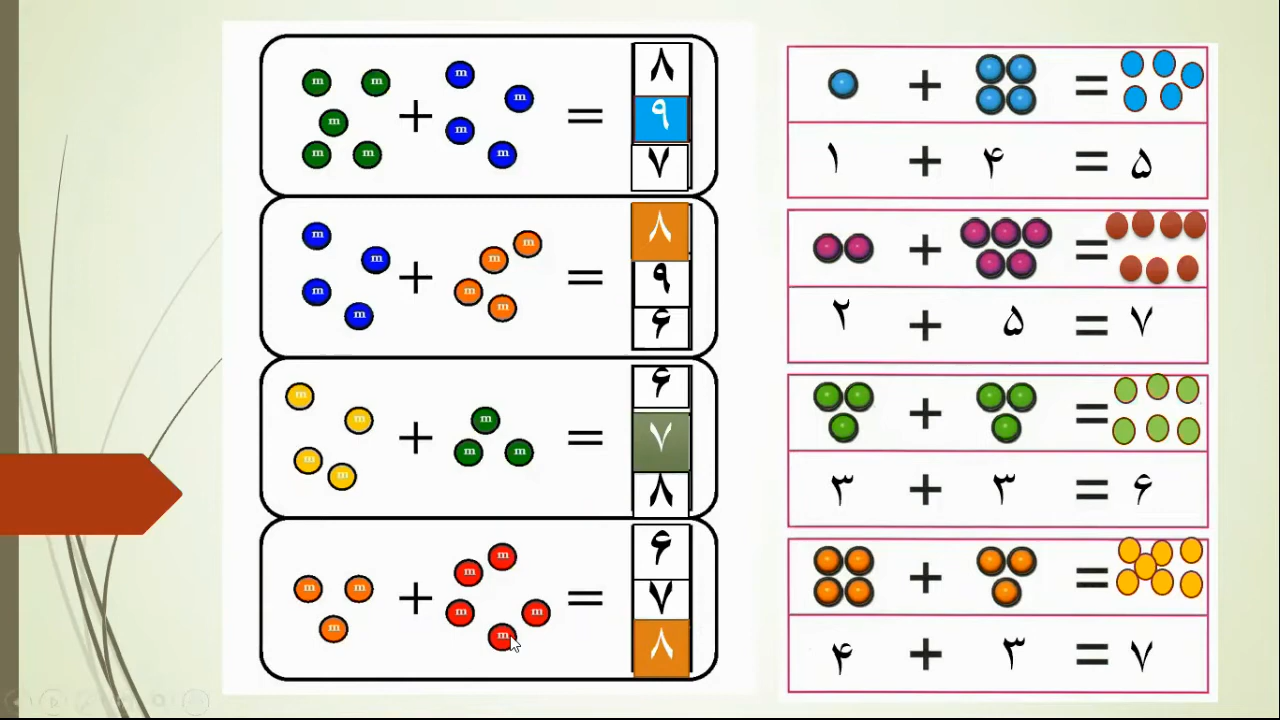 m m m m m + m m m m =
۸
۹
۷
m m m m + m m m m =
۸
۹
۶
m m m m + m m m =
۶
۷
۸
m m m + m m m m m =
۶
۷
۸
+ =
۱ + ۴ = ۵
+ =
۲ + ۵ = ۷
+ =
۳ + ۳ = ۶
+ =
۴ + ۳ = ۷